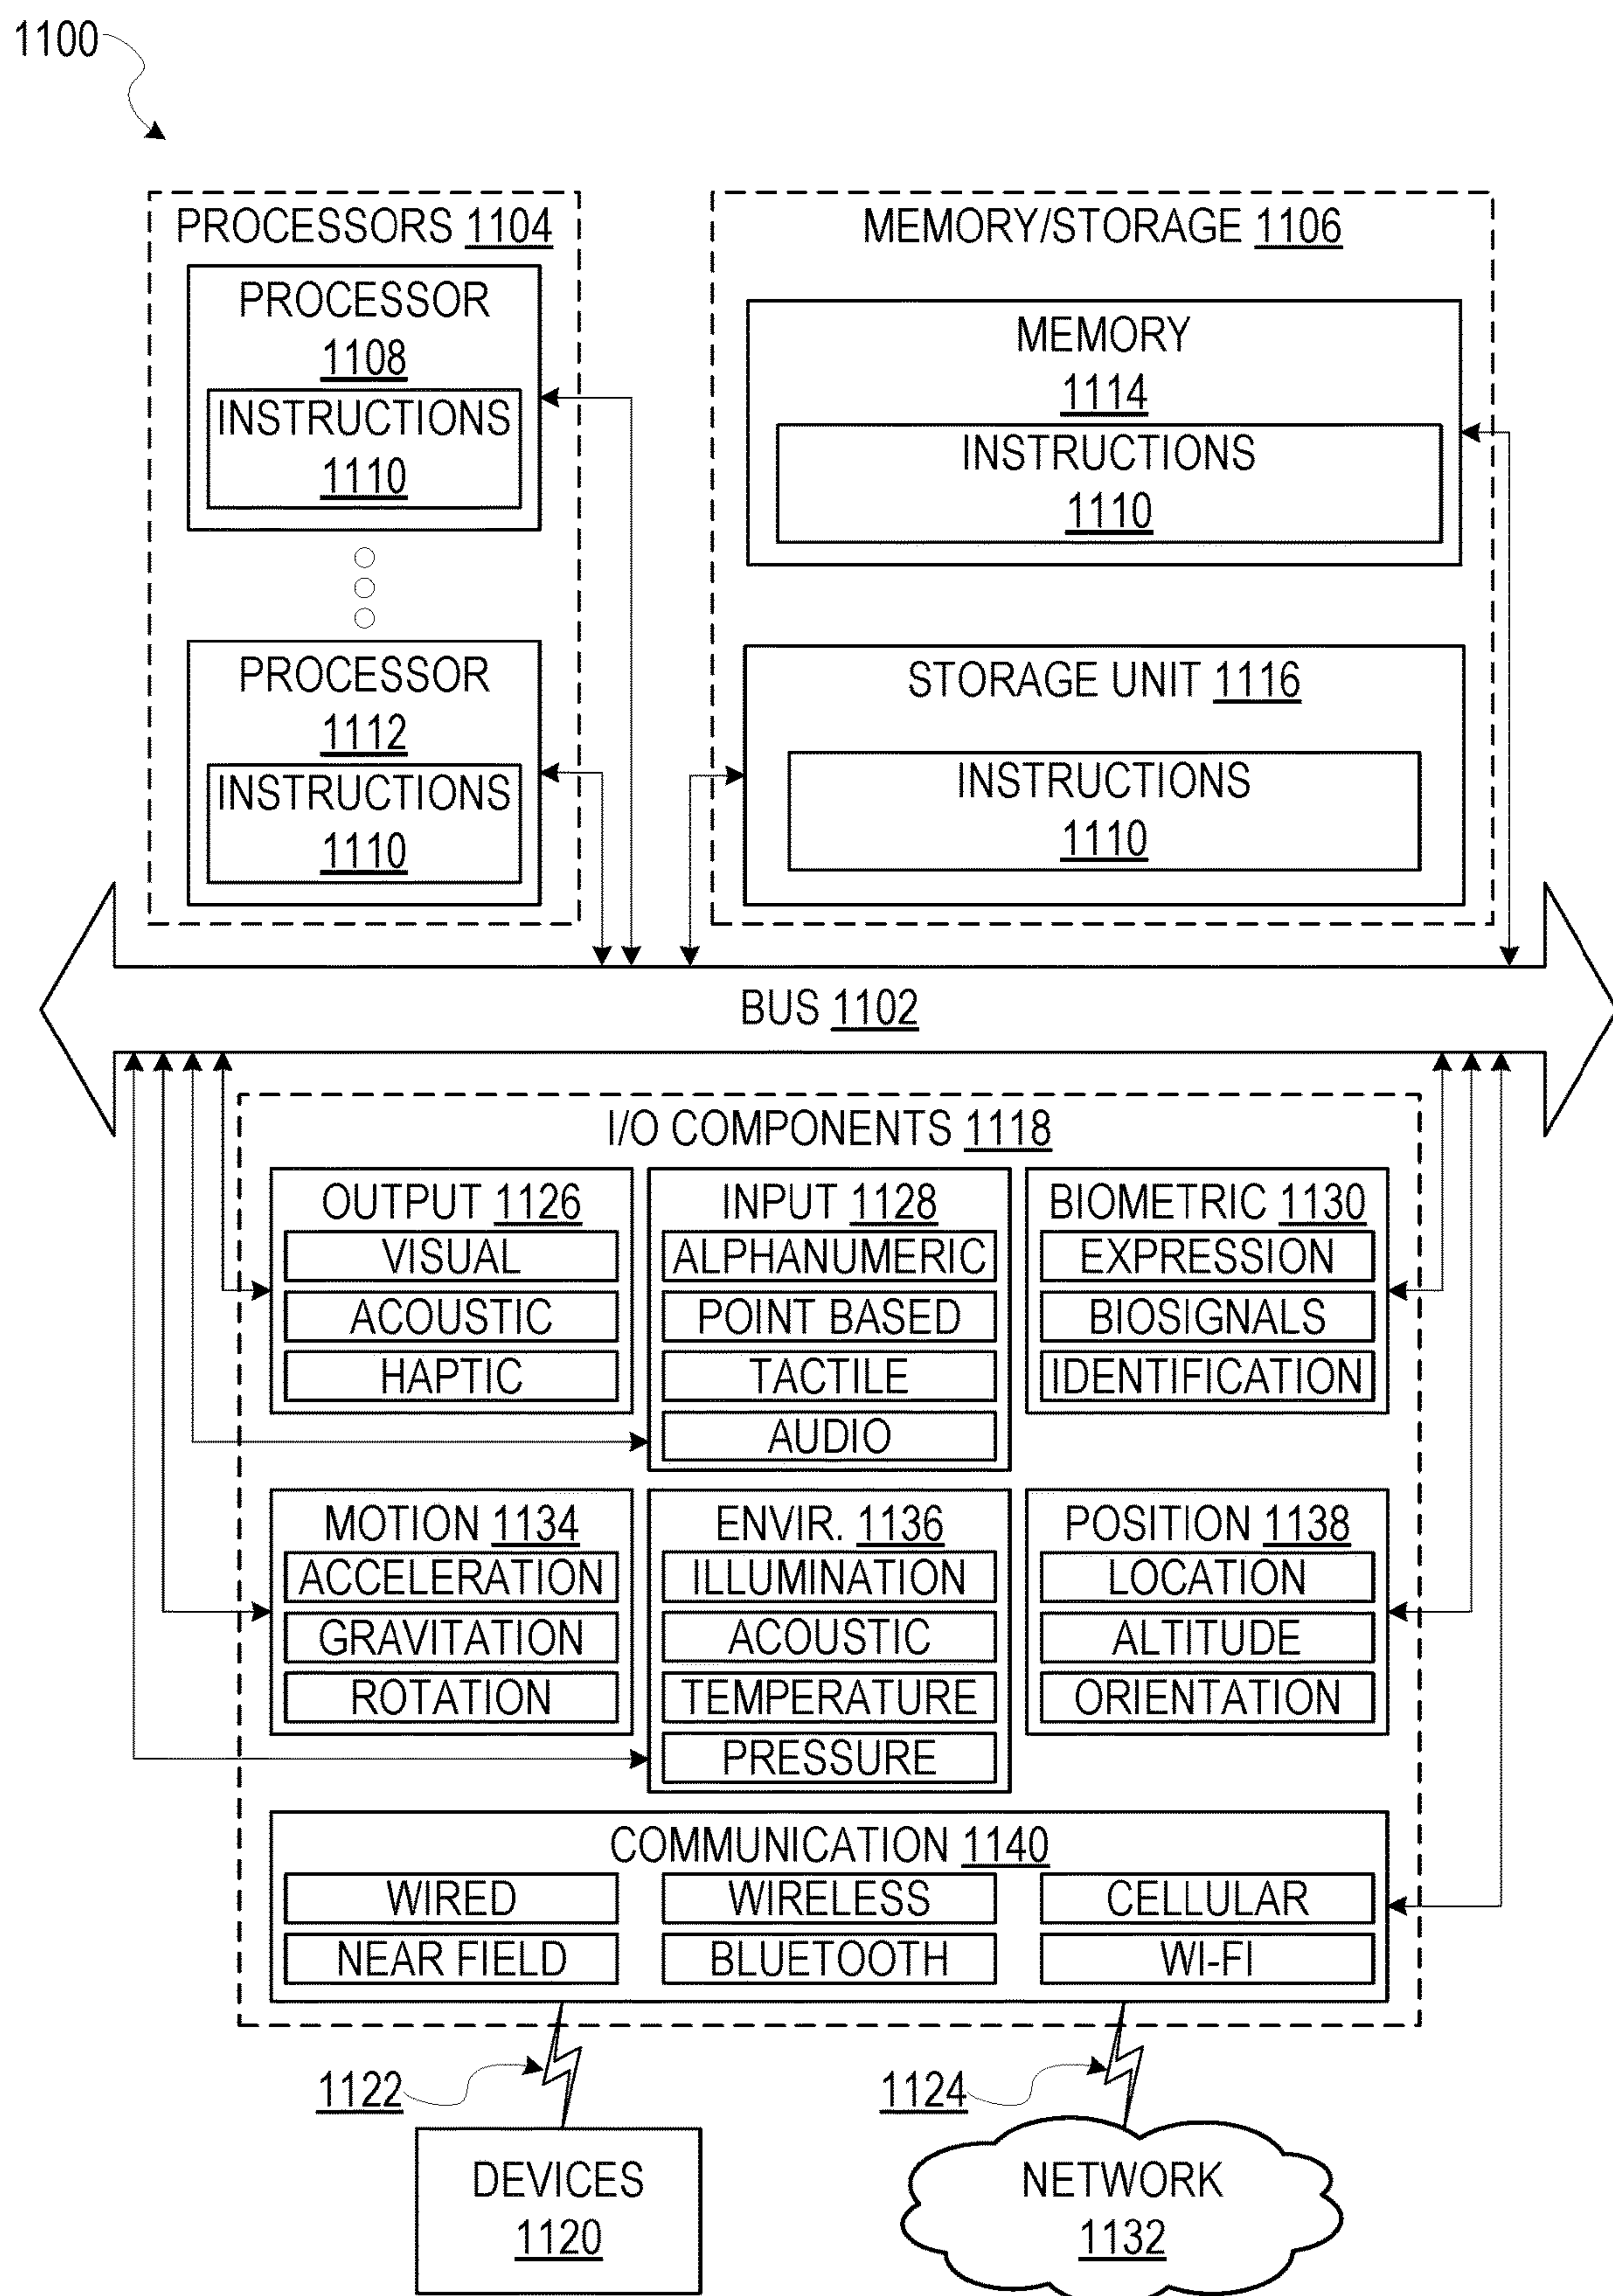 1100
PROCESSORS 1104
PROCESSOR
1108
INSTRUCTIONS
1110
PROCESSOR
1112
INSTRUCTIONS
1110
MEMORY/STORAGE 1106
MEMORY
1114
INSTRUCTIONS
1110
STORAGE UNIT 1116
INSTRUCTIONS
1110
BUS 1102
I/O COMPONENTS 1118
OUTPUT 1126
VISUAL
ACOUSTIC
HAPTIC
INPUT 1128
ALPHANUMERIC
POINT BASED
TACTILE
AUDIO
BIOMETRIC 1130
EXPRESSION
BIOSIGNALS
IDENTIFICATION
MOTION 1134
ACCELERATION
GRAVITATION
ROTATION
ENVIR. 1136
ILLUMINATION
ACOUSTIC
TEMPERATURE
PRESSURE
POSITION 1138
LOCATION
ALTITUDE
ORIENTATION
COMMUNICATION 1140
WIRED
WIRELESS
CELLULAR
NEAR FIELD
BLUETOOTH
WI-FI
1122
1124
DEVICES
1120
NETWORK
1132